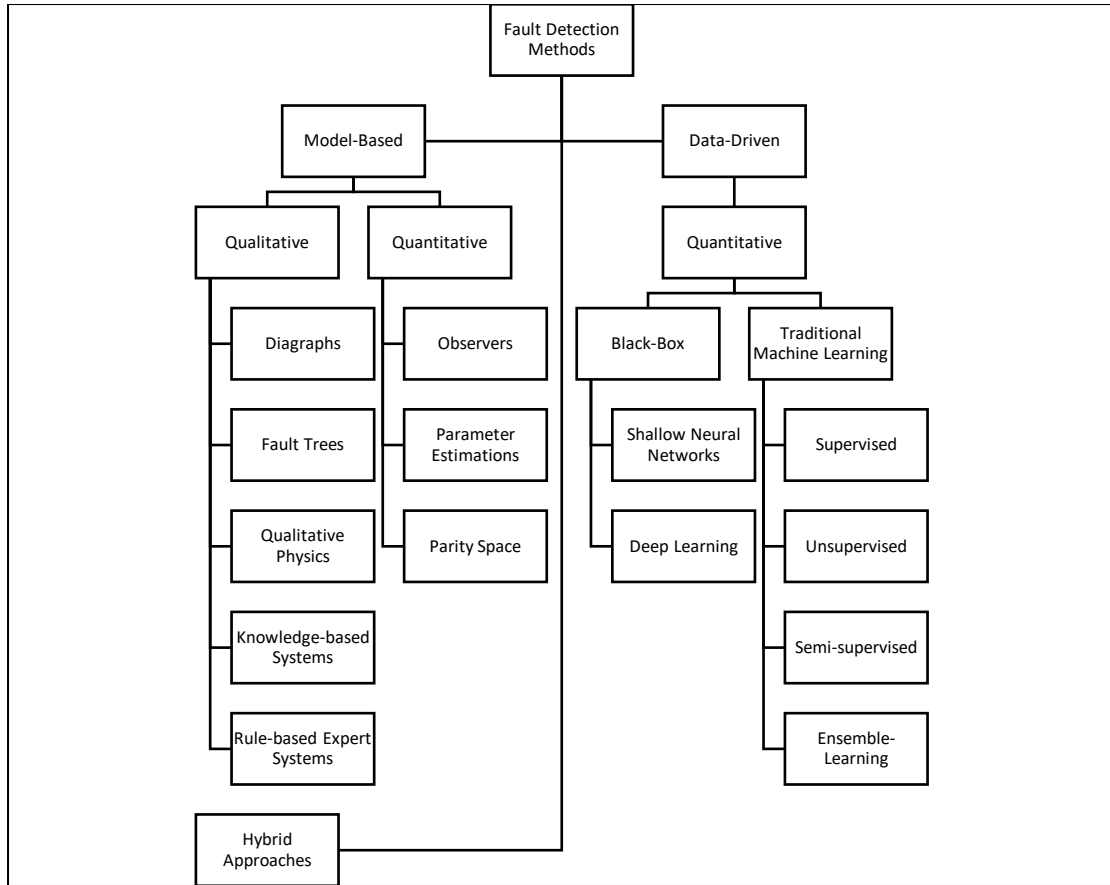 Fault Detection
Methods
Model-Based
Data-Driven
Qualitative
Quantitative
Quantitative
Diagraphs
Observers
Black-Box
Traditional
Machine Learning
Fault Trees
Parameter
Estimations
Shallow Neural
Networks
Supervised
Qualitative
Physics
Parity Space
Deep Learning
Unsupervised
Knowledge-based
Systems
Semi-supervised
Rule-based Expert
Systems
Ensemble-
Learning
Hybrid
Approaches